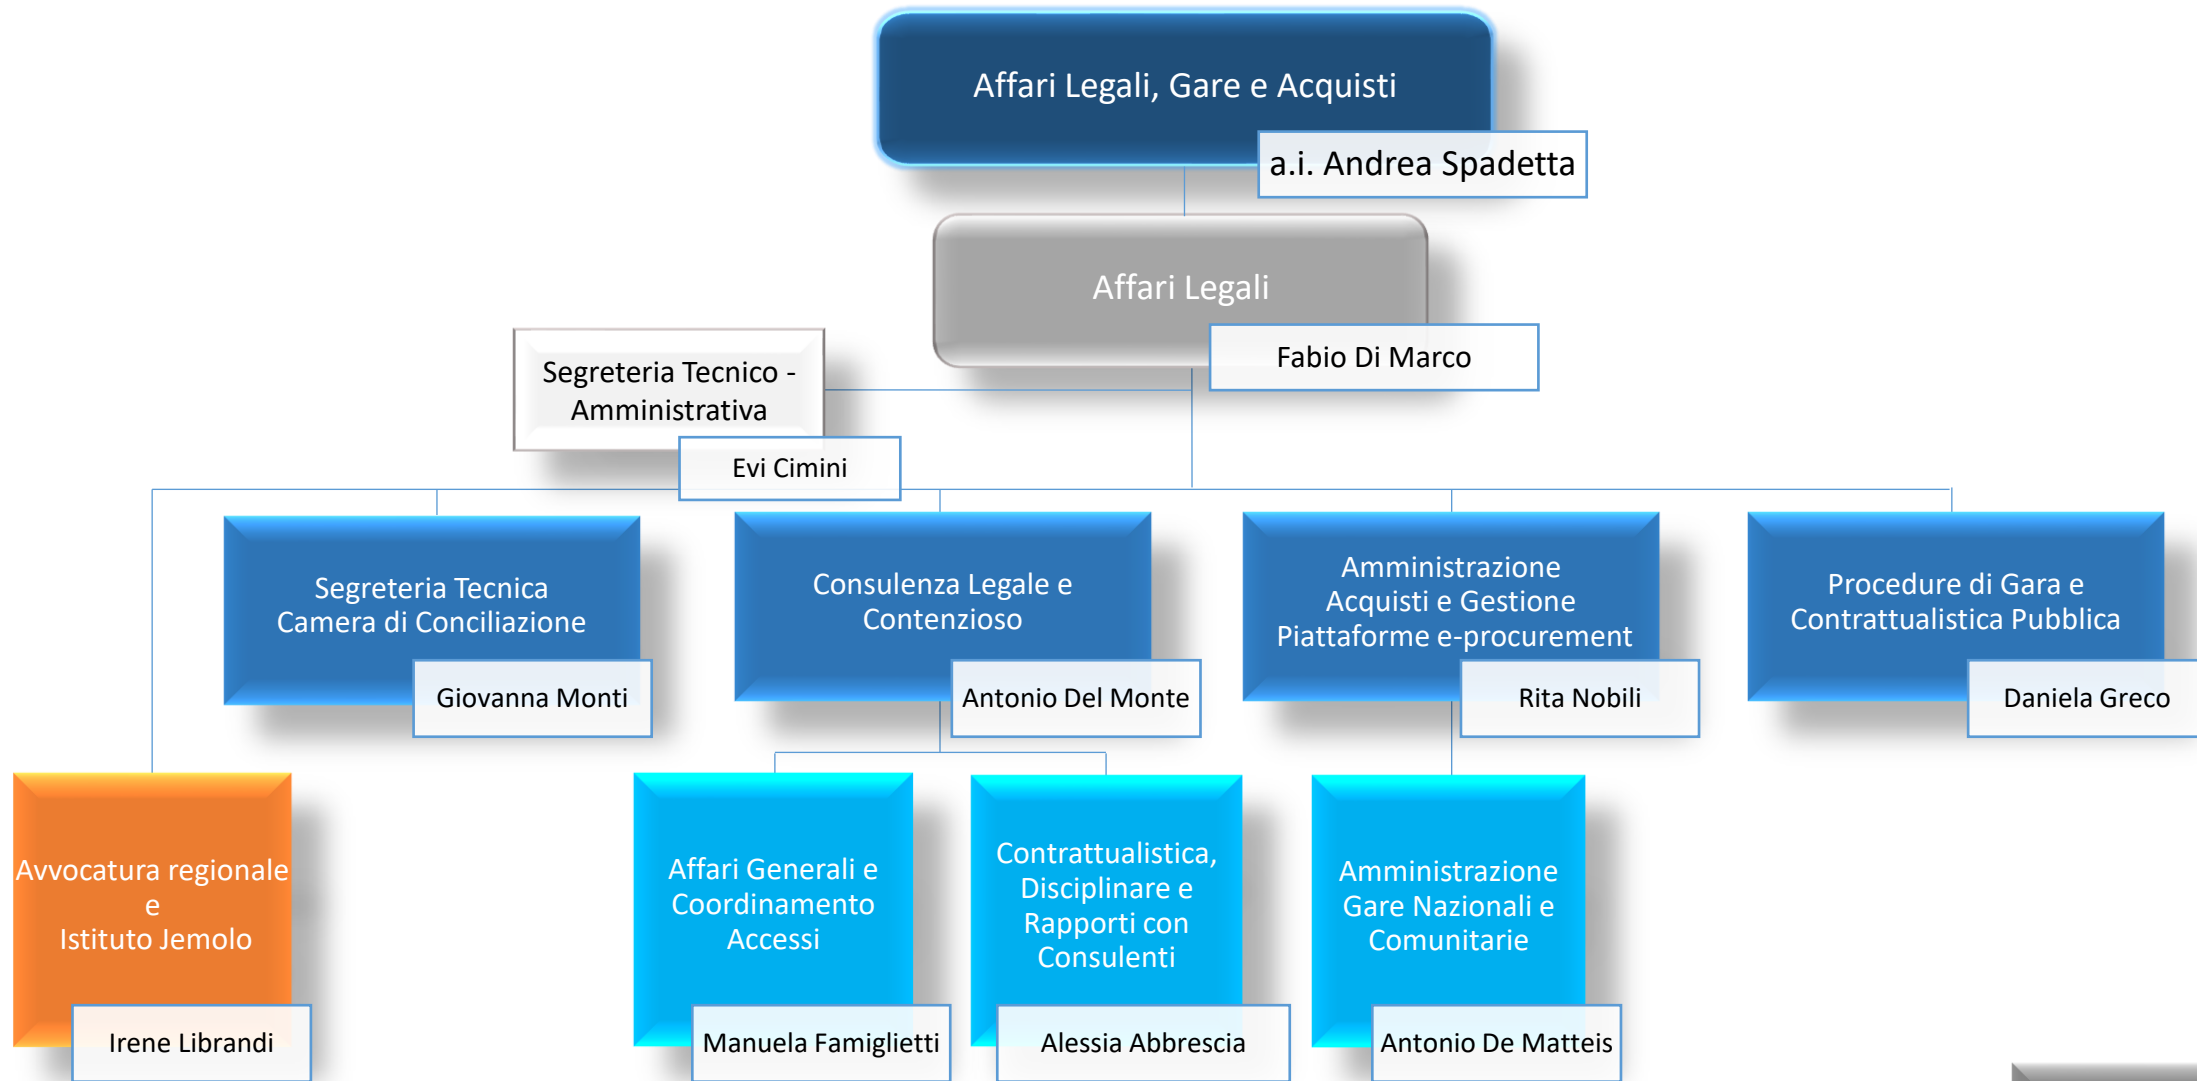 Affari Legali, Gare e Acquisti
a.i. Andrea Spadetta
Affari Legali
Fabio Di Marco
Segreteria Tecnico -
Amministrativa
Evi Cimini
Segreteria Tecnica
Camera di Conciliazione
Giovanna Monti
Consulenza Legale e
Contenzioso
Antonio Del Monte
Amministrazione
Acquisti e Gestione
Piattaforme e-procurement
Rita Nobili
Procedure di Gara e
Contrattualistica Pubblica
Daniela Greco
Avvocatura regionale
e
Istituto Jemolo
Irene Librandi
Affari Generali e
Coordinamento
Accessi
Manuela Famiglietti
Contrattualistica,
Disciplinare e
Rapporti con
Consulenti
Alessia Abbrescia
Amministrazione
Gare Nazionali e
Comunitarie
Antonio De Matteis